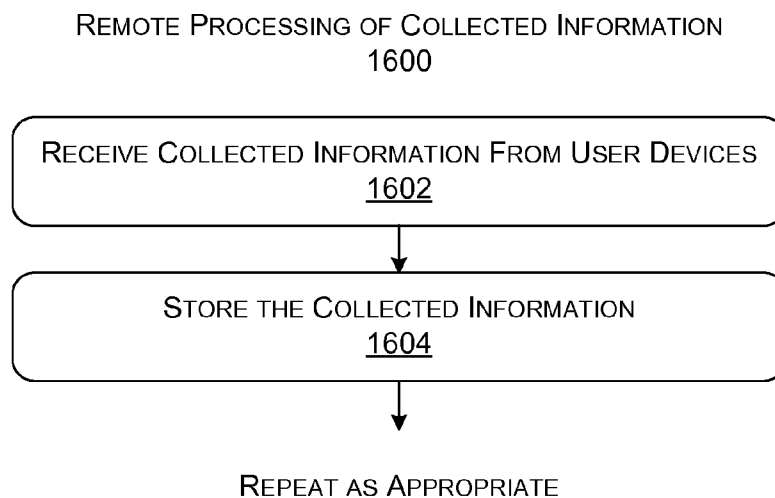 REMOTE PROCESSING OF COLLECTED INFORMATION
1600
RECEIVE COLLECTED INFORMATION FROM USER DEVICES
1602
STORE THE COLLECTED INFORMATION
1604
REPEAT AS APPROPRIATE